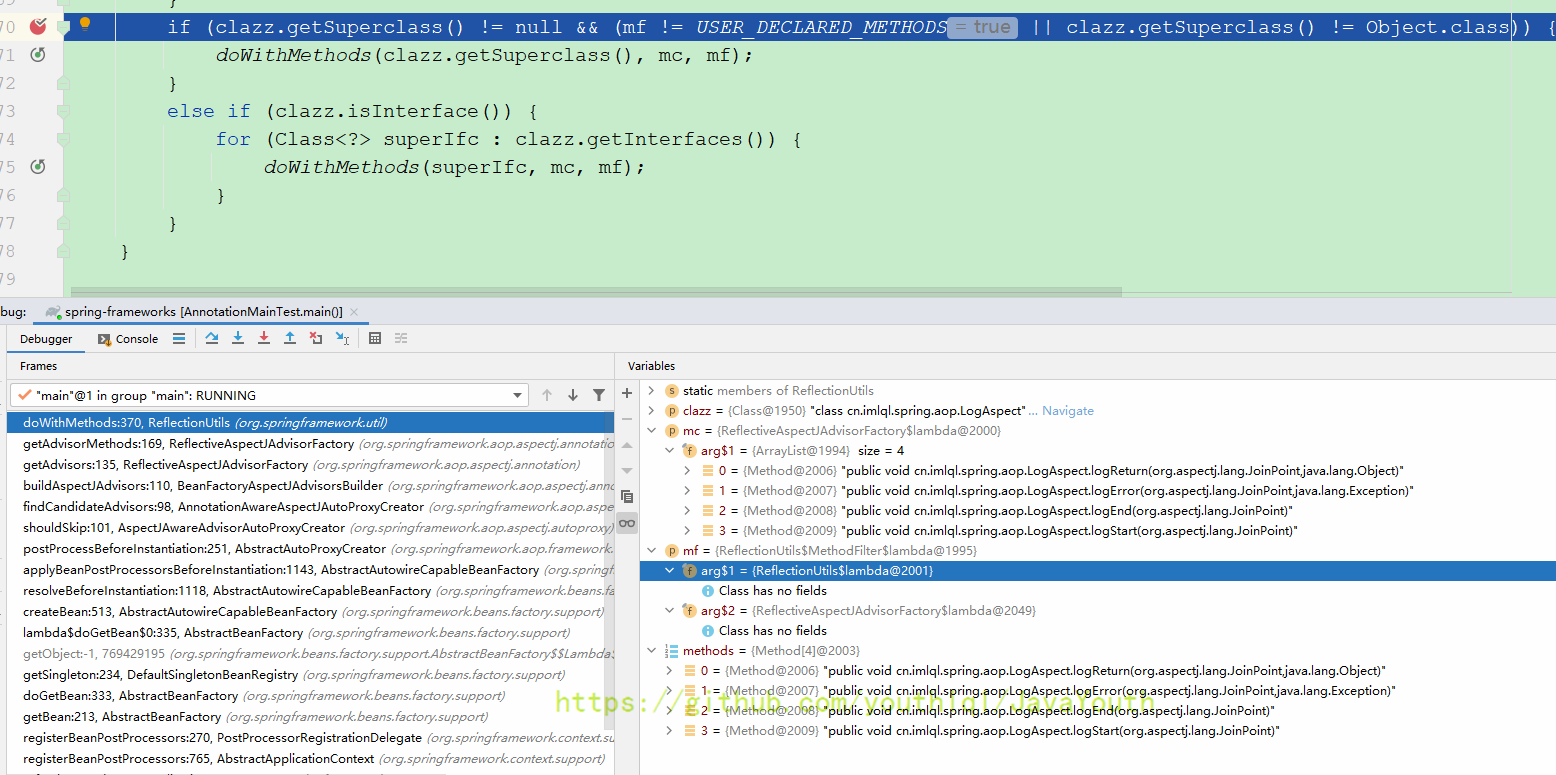 }
70 if (clazz.getSuperclass() != null && (mf != USER_DECLARED_METHODS = true || clazz.getSuperclass() != Object.class)) {
71 doWithMethods(clazz.getSuperclass(), mc, mf);
72 }
73 else if (clazz.isInterface()) {
74 for (Class<?> superIfc : clazz.getInterfaces()) {
75 doWithMethods(superIfc, mc, mf);
76 }
77 }
78 }
79
bug: spring-frameworks [AnnotationMainTest.main()]
Debugger Console
Frames
"main"@1 in group "main": RUNNING
doWithMethods:370, ReflectionUtils (org.springframework.util)
getAdvisorMethods:169, ReflectiveAspectJAdvisorFactory (org.springframework.aop.aspectj.annotatio
getAdvisors:135, ReflectiveAspectJAdvisorFactory (org.springframework.aop.aspectj.annotation)
buildAspectJAdvisors:110, BeanFactoryAspectJAdvisorsBuilder (org.springframework.aop.aspectj.ann
findCandidateAdvisors:98, AnnotationAwareAspectJAutoProxyCreator (org.springframework.aop.aspe
shouldSkip:101, AspectJAwareAdvisorAutoProxyCreator (org.springframework.aop.aspectj.autoproxy)
postProcessBeforeInstantiation:251, AbstractAutoProxyCreator (org.springframework.aop.framework.
applyBeanPostProcessorsBeforeInstantiation:1143, AbstractAutowireCapableBeanFactory (org.springf
resolveBeforeInstantiation:1118, AbstractAutowireCapableBeanFactory (org.springframework.beans.f
createBean:513, AbstractAutowireCapableBeanFactory (org.springframework.beans.factory.support)
lambda$doGetBean$0:335, AbstractBeanFactory (org.springframework.beans.factory.support)
getObject:-1, 769429195 (org.springframework.beans.factory.support.AbstractBeanFactory$$Lambda$
getSingleton:234, DefaultSingletonBeanRegistry (org.springframework.beans.factory.support)
doGetBean:333, AbstractBeanFactory (org.springframework.beans.factory.support)
getBean:213, AbstractBeanFactory (org.springframework.beans.factory.support)
registerBeanPostProcessors:270, PostProcessorRegistrationDelegate (org.springframework.context.su
registerBeanPostProcessors:765, AbstractApplicationContext (org.springframework.context.support)
Variables
static members of ReflectionUtils
clazz = {Class@1950} "class cn.imlql.spring.aop.LogAspect" ... Navigate
mc = {ReflectiveAspectJAdvisorFactory$lambda@2000}
arg$1 = {ArrayList@1994} size = 4
0 = {Method@2006} "public void cn.imlql.spring.aop.LogAspect.logReturn(org.aspectj.lang.JoinPoint,java.lang.Object)"
1 = {Method@2007} "public void cn.imlql.spring.aop.LogAspect.logError(org.aspectj.lang.JoinPoint,java.lang.Exception)"
2 = {Method@2008} "public void cn.imlql.spring.aop.LogAspect.logEnd(org.aspectj.lang.JoinPoint)"
3 = {Method@2009} "public void cn.imlql.spring.aop.LogAspect.logStart(org.aspectj.lang.JoinPoint)"
mf = {ReflectionUtils$MethodFilter$lambda@1995}
arg$1 = {ReflectionUtils$lambda@2001}
Class has no fields
arg$2 = {ReflectiveAspectJAdvisorFactory$lambda@2049}
Class has no fields
methods = {Method[4]@2003}
0 = {Method@2006} "public void cn.imlql.spring.aop.LogAspect.logReturn(org.aspectj.lang.JoinPoint,java.lang.Object)"
1 = {Method@2007} "public void cn.imlql.spring.aop.LogAspect.logError(org.aspectj.lang.JoinPoint,java.lang.Exception)"
https://github.com/youthlql/JavaYouth
2 = {Method@2008} "public void cn.imlql.spring.aop.LogAspect.logEnd(org.aspectj.lang.JoinPoint)"
3 = {Method@2009} "public void cn.imlql.spring.aop.LogAspect.logStart(org.aspectj.lang.JoinPoint)"